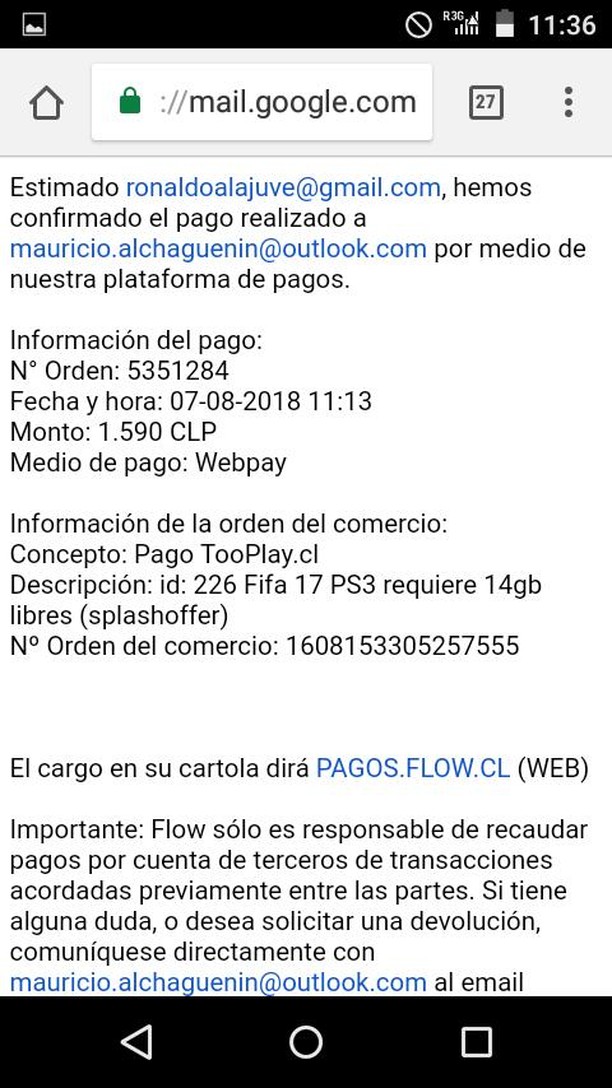 R3G 11:36
://mail.google.com 27
Estimado ronaldoalajuve@gmail.com, hemos
confirmado el pago realizado a
mauricio.alchaguenin@outlook.com por medio de
nuestra plataforma de pagos.
Información del pago:
N° Orden: 5351284
Fecha y hora: 07-08-2018 11:13
Monto: 1.590 CLP
Medio de pago: Webpay
Información de la orden del comercio:
Concepto: Pago TooPlay.cl
Descripción: id: 226 Fifa 17 PS3 requiere 14gb
libres (splashoffer)
Nº Orden del comercio: 1608153305257555
El cargo en su cartola dirá PAGOS.FLOW.CL (WEB)
Importante: Flow sólo es responsable de recaudar
pagos por cuenta de terceros de transacciones
acordadas previamente entre las partes. Si tiene
alguna duda, o desea solicitar una devolución,
comuníquese directamente con
mauricio.alchaguenin@outlook.com al email